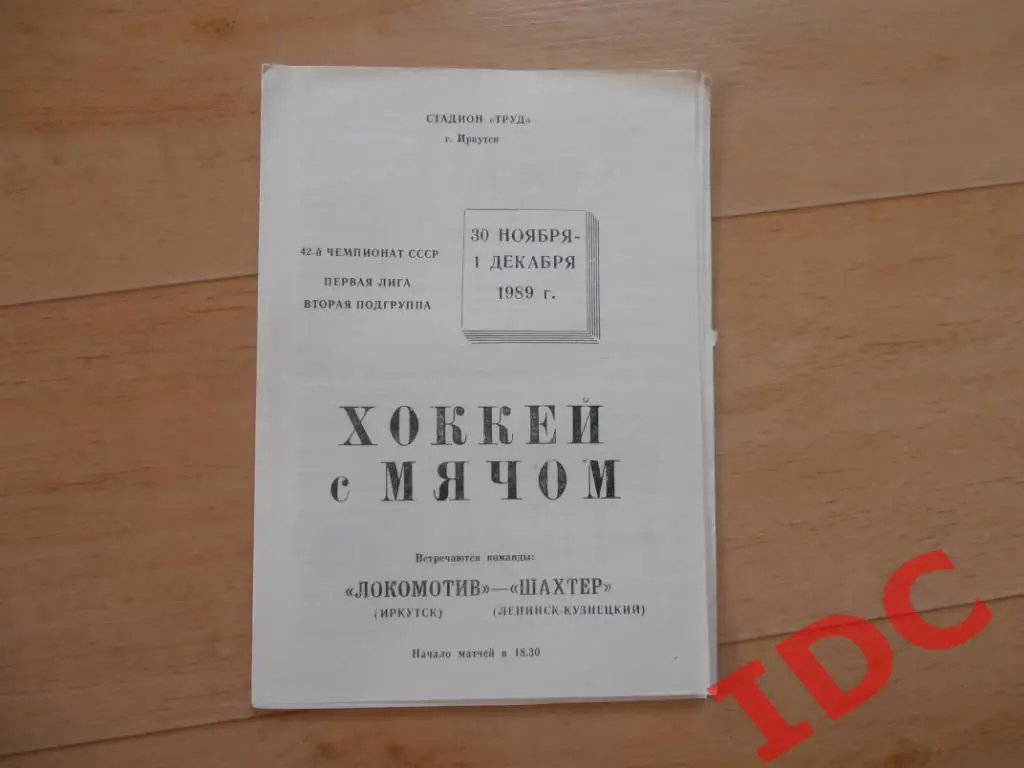 СТАДИОН «ТРУД»
г. Иркутск
42-й ЧЕМПИОНАТ СССР
ПЕРВАЯ ЛИГА
ВТОРАЯ ПОДГРУППА
30 НОЯБРЯ-
1 ДЕКАБРЯ
1989 г.
ХОККЕЙ
с МЯЧОМ
Встречаются команды:
«ЛОКОМОТИВ»—«ШАХТЕР»
(ИРКУТСК) (ЛЕНИНСК-КУЗНЕЦКИЙ)
Начало матчей в 18.30
IDC